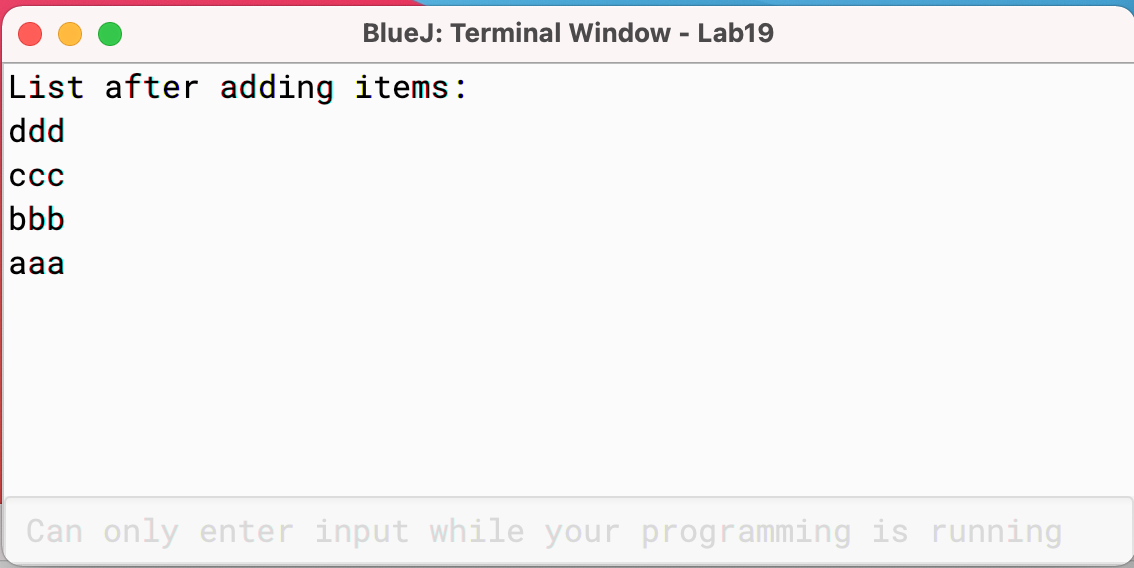 BlueJ: Terminal Window - Lab19
List after adding items:
ddd
ccc
bbb
aaa
Can only enter input while your programming is running